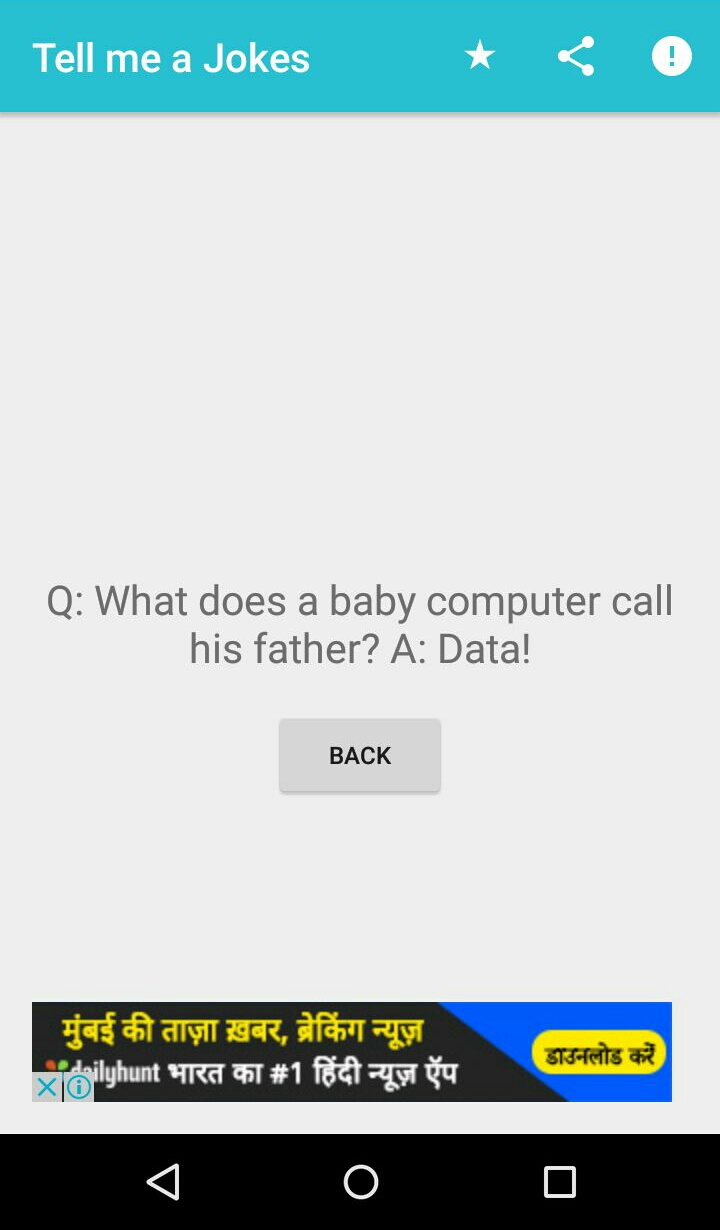 Tell me a Jokes
Q: What does a baby computer call
his father? A: Data!
BACK
मुंबई की ताज़ा ख़बर, ब्रेकिंग न्यूज़
dailyhunt भारत का #1 हिंदी न्यूज़ ऍप
डाउनलोड करें